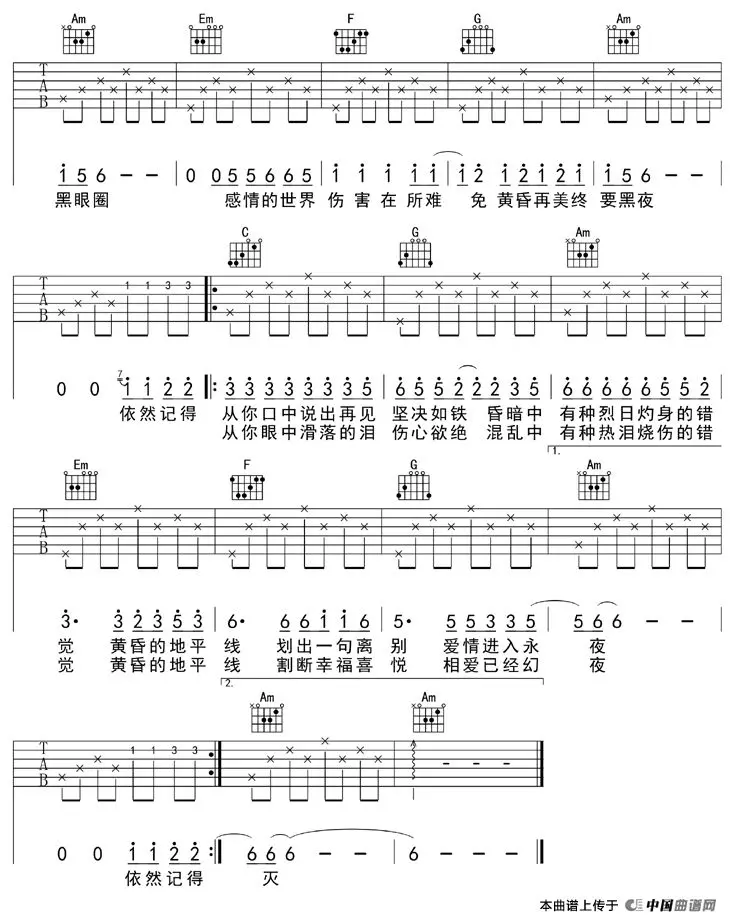 Am Em F G Am
T A B
1 5 6 - - 0 0 5 5 6 6 5 1 1 1 1 1 1 2 1 2 1 2 1 1 5 6 - -
黑眼圈 感情的世界 伤害在所难 免 黄昏再美终 要黑夜
C G Am
T A B 1 1 3 3
0 0 7 1 1 2 2 3 3 3 3 3 3 3 5 6 5 5 2 2 2 3 5 6 6 6 6 6 5 5 2
依然记得 从你口中说出再见 坚决如铁 昏暗中 有种烈日灼身的错
从你眼中滑落的泪 伤心欲绝 混乱中 有种热泪烧伤的错
1.
Em F G Am
T A B
3· 3 2 3 5 3 6· 6 6 1 1 6 5· 5 5 3 3 5 5 6 6 - -
觉 黄昏的地平 线 划出一句离 别 爱情进入永 夜
觉 黄昏的地平 线 割断幸福喜 悦 相爱已经幻 夜
2.
Am Am
T A B 1 1 3 3 - - -
0 0 1 1 2 2 6 6 6 - - 6 - - -
依然记得 灭
本曲谱上传于 中国曲谱网